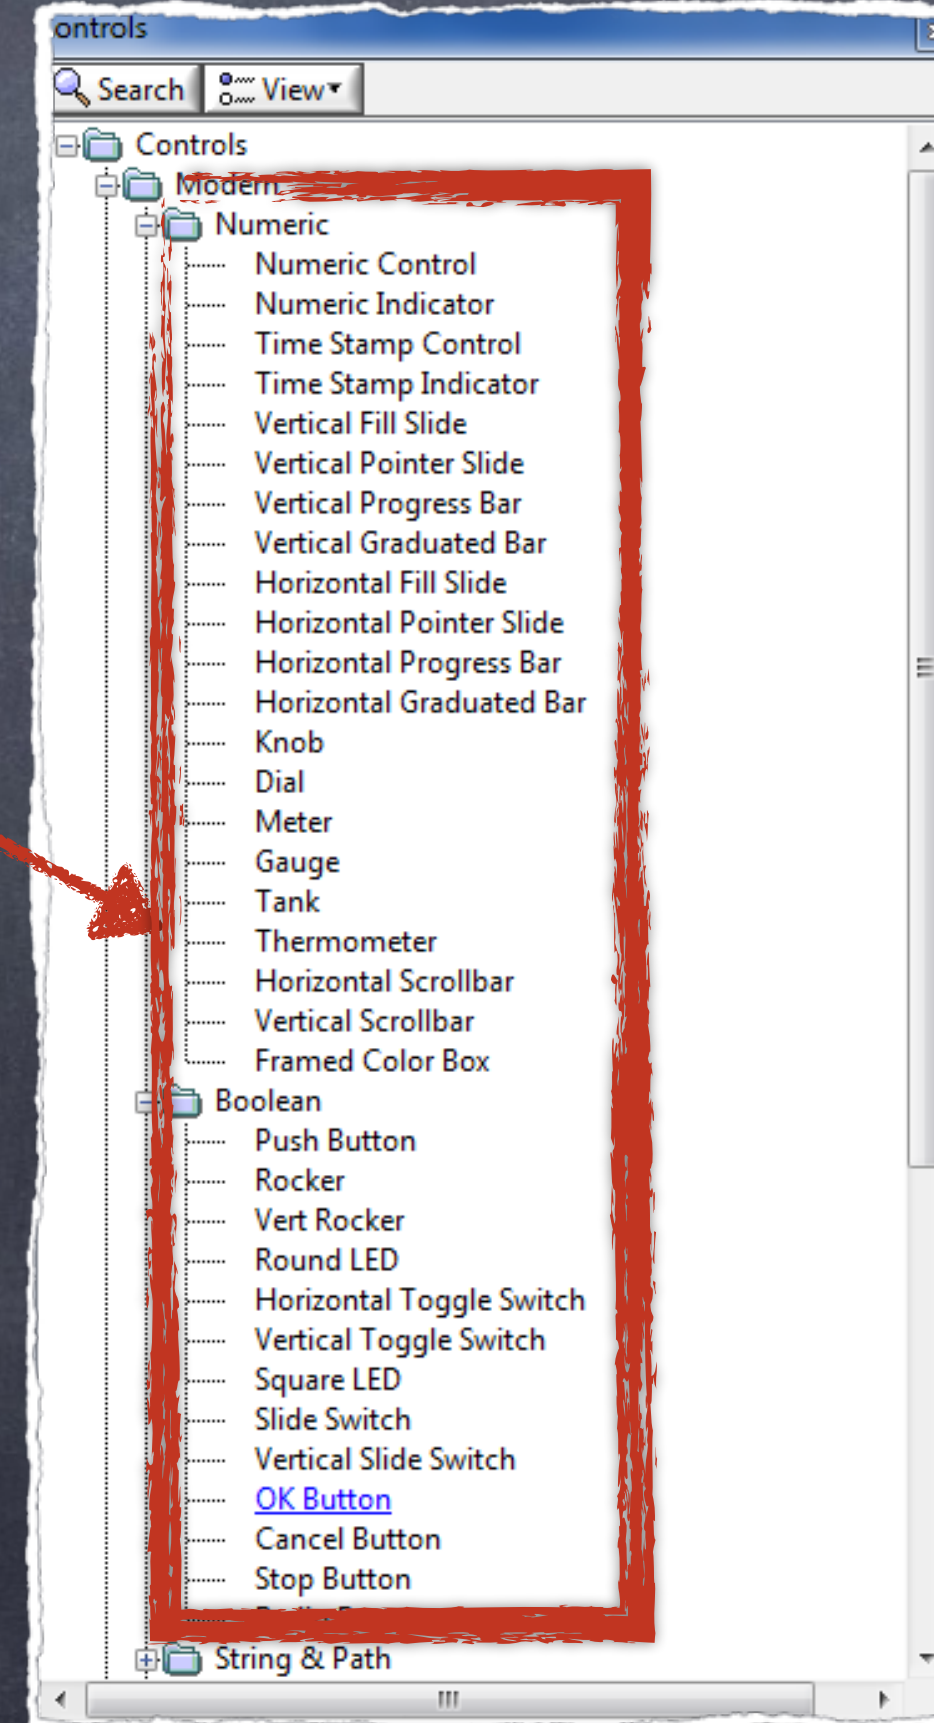 ontrols
Search View
Controls
Modern
Numeric
Numeric Control
Numeric Indicator
Time Stamp Control
Time Stamp Indicator
Vertical Fill Slide
Vertical Pointer Slide
Vertical Progress Bar
Vertical Graduated Bar
Horizontal Fill Slide
Horizontal Pointer Slide
Horizontal Progress Bar
Horizontal Graduated Bar
Knob
Dial
Meter
Gauge
Tank
Thermometer
Horizontal Scrollbar
Vertical Scrollbar
Framed Color Box
Boolean
Push Button
Rocker
Vert Rocker
Round LED
Horizontal Toggle Switch
Vertical Toggle Switch
Square LED
Slide Switch
Vertical Slide Switch
OK Button
Cancel Button
Stop Button
String & Path